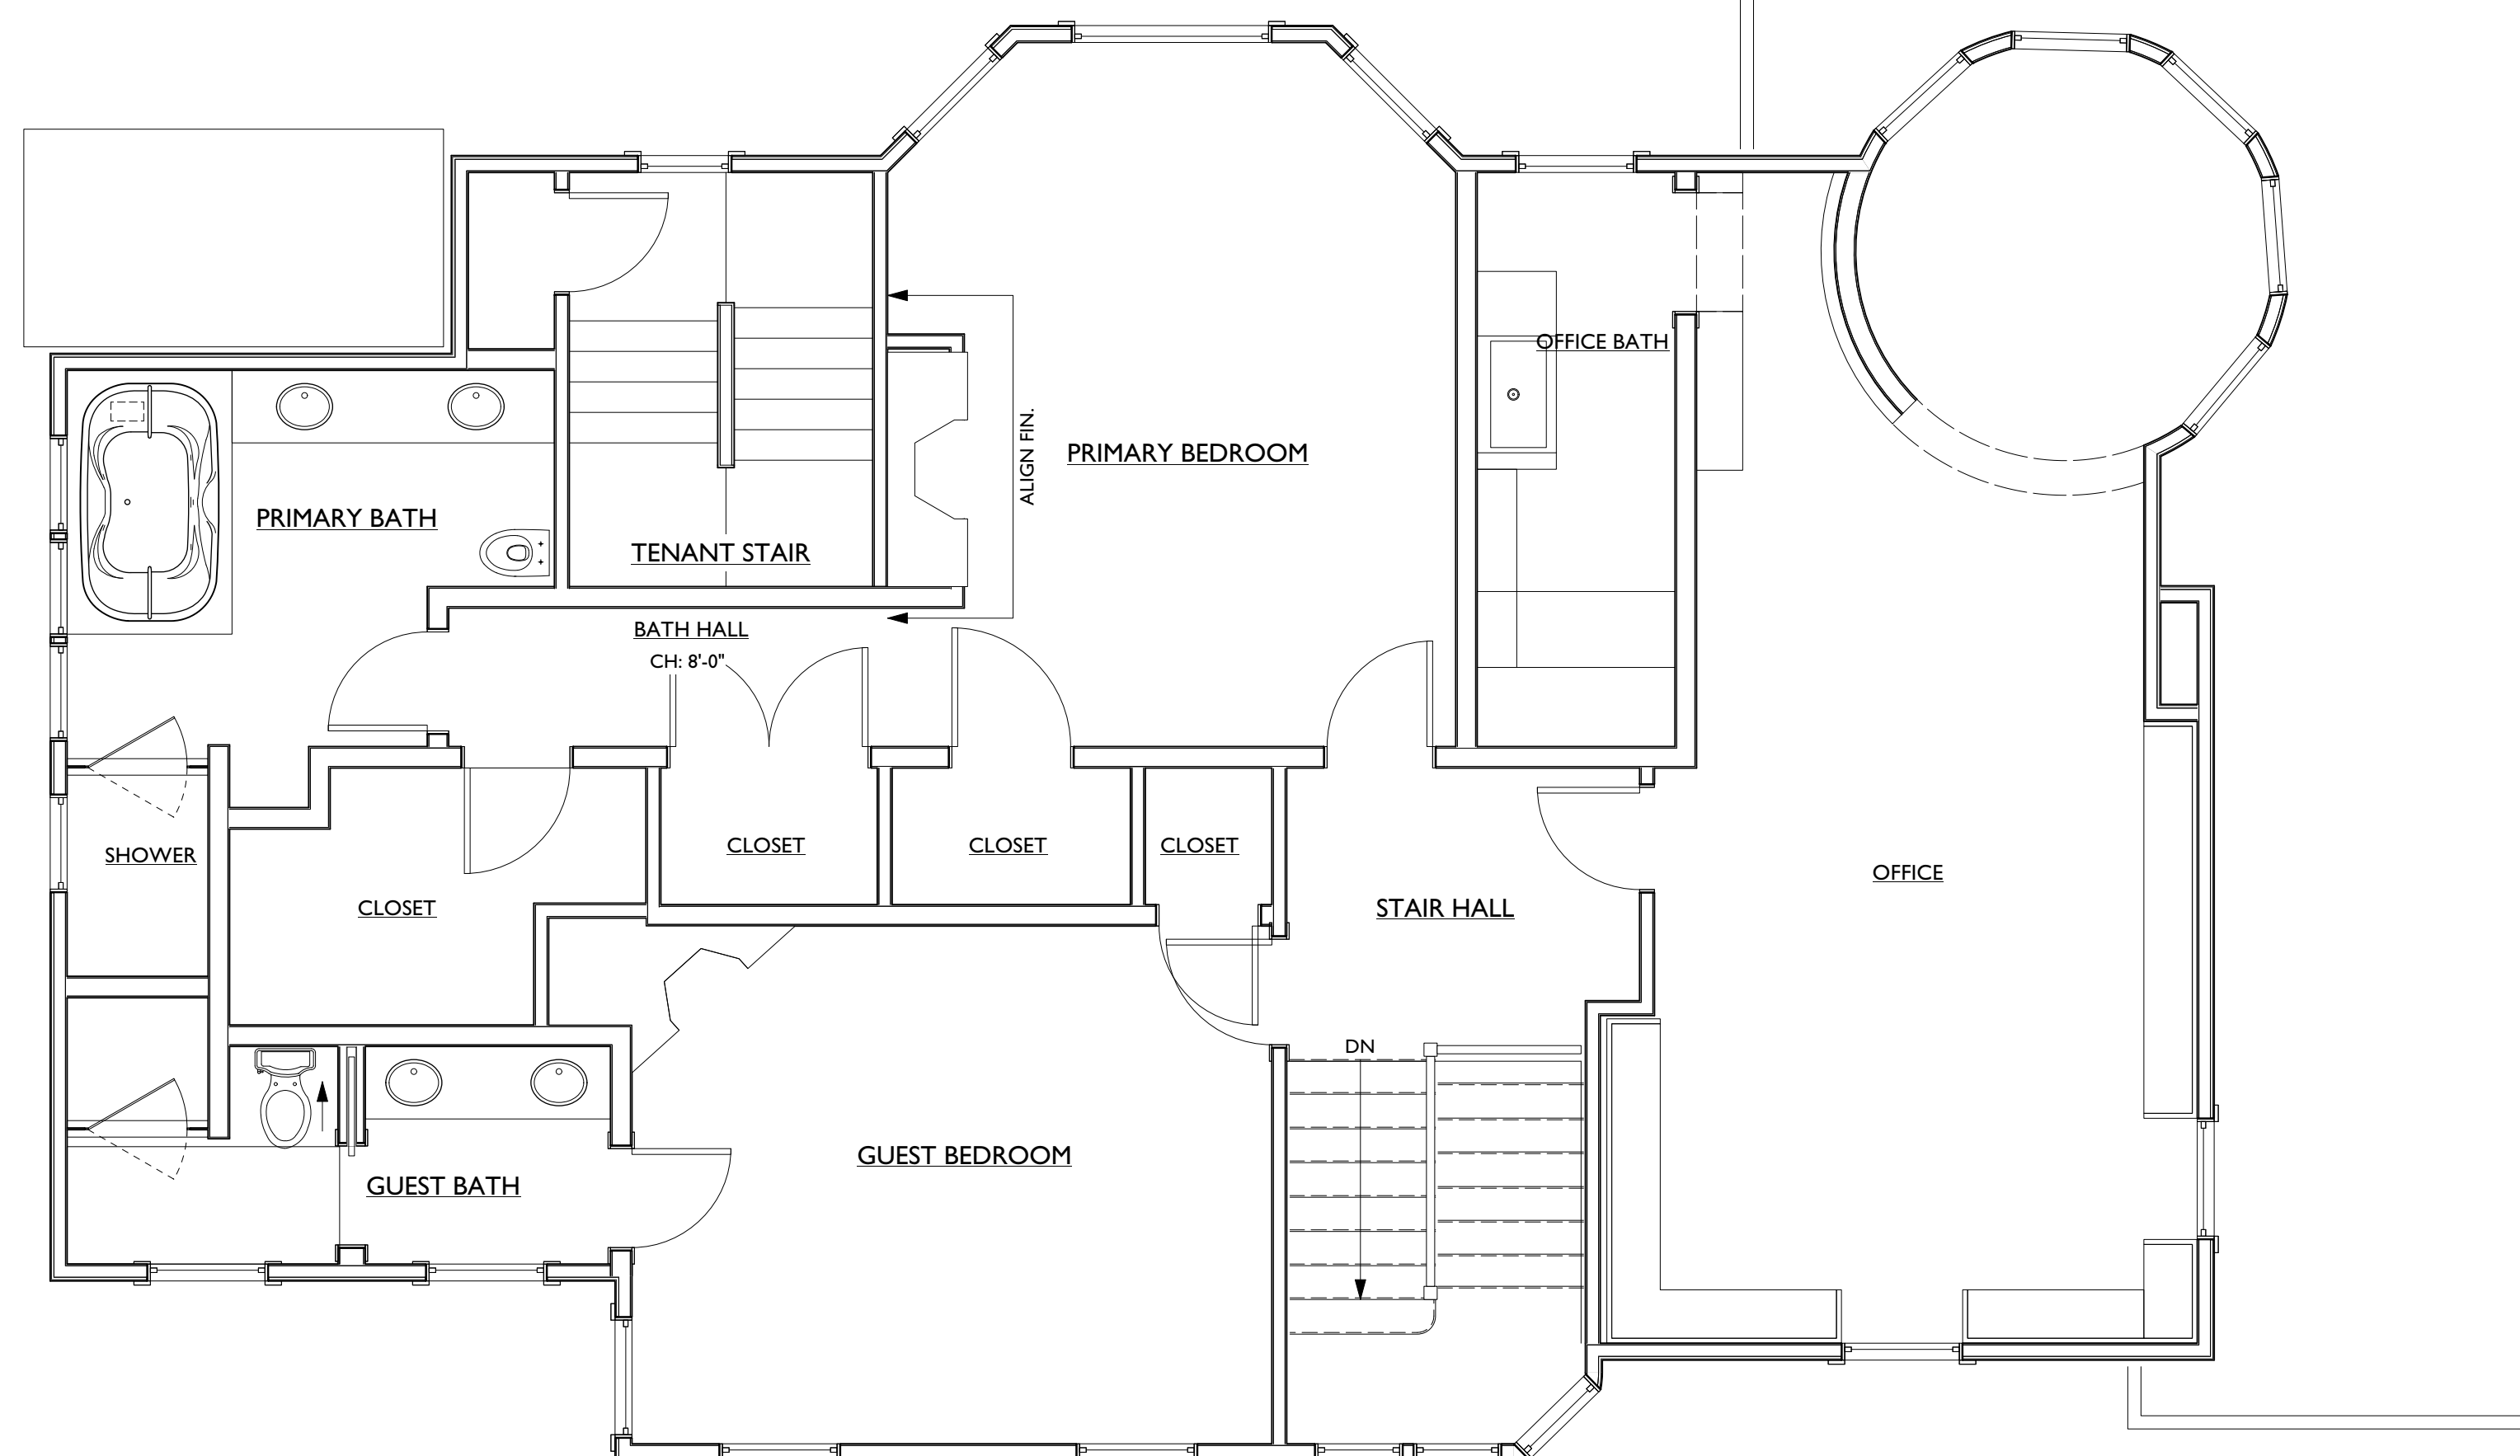 OFFICE BATH
ALIGN FIN.
PRIMARY BEDROOM
PRIMARY BATH
TENANT STAIR
BATH HALL
CH: 8'-0"
SHOWER
CLOSET
CLOSET
CLOSET
CLOSET
OFFICE
STAIR HALL
DN
GUEST BEDROOM
GUEST BATH